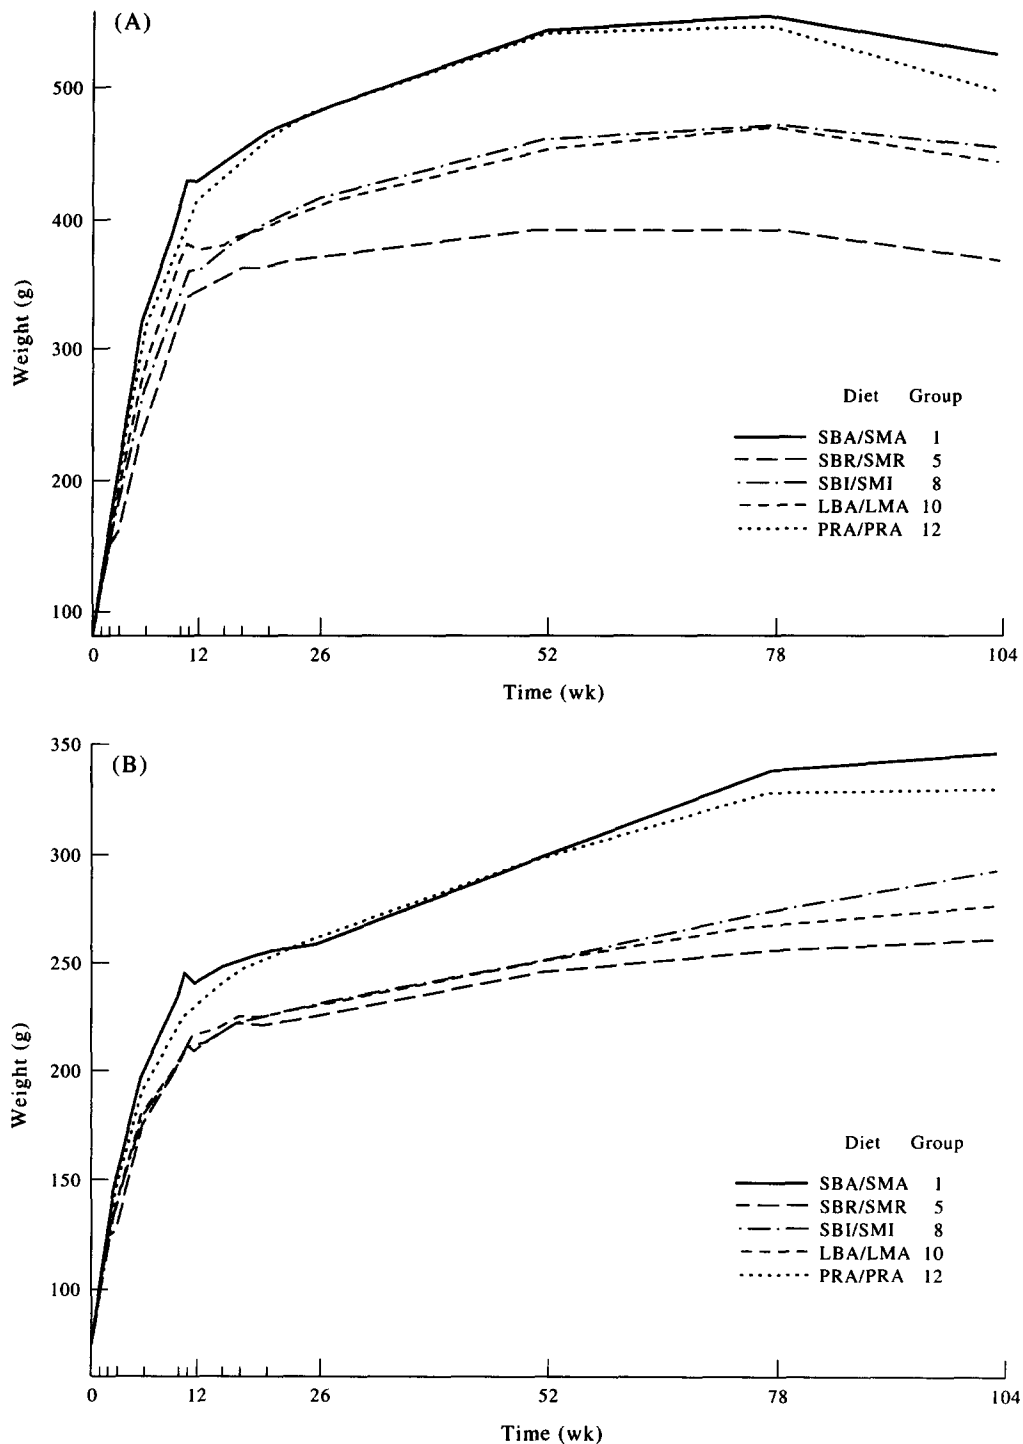 (A)
500
400
300
200
100
Weight (g)
Diet Group
SBA/SMA 1
SBR/SMR 5
SBI/SMI 8
LBA/LMA 10
PRA/PRA 12
0 12 26 52 78 104
Time (wk)
(B)
350
300
250
200
150
100
Weight (g)
Diet Group
SBA/SMA 1
SBR/SMR 5
SBI/SMI 8
LBA/LMA 10
PRA/PRA 12
0 12 26 52 78 104
Time (wk)